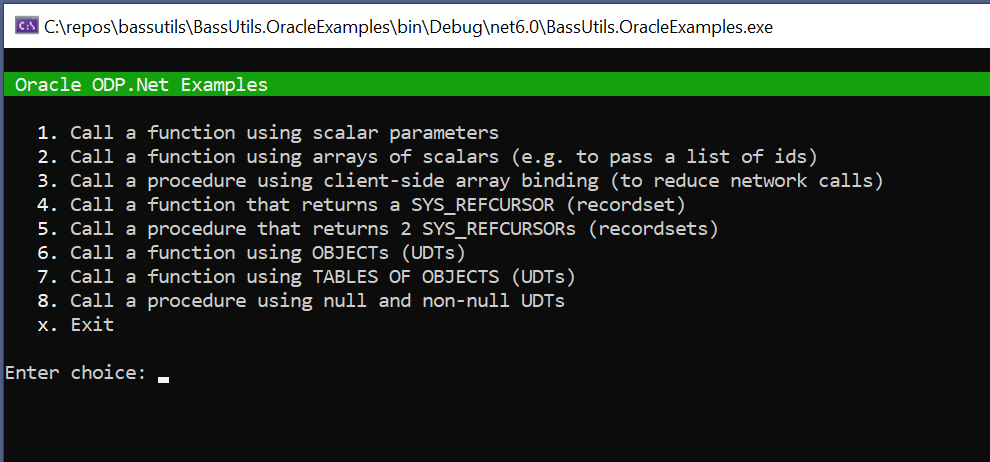 C:\repos\bassutils\BassUtils.OracleExamples\bin\Debug\net6.0\BassUtils.OracleExamples.exe
Oracle ODP.Net Examples
1. Call a function using scalar parameters
2. Call a function using arrays of scalars (e.g. to pass a list of ids)
3. Call a procedure using client-side array binding (to reduce network calls)
4. Call a function that returns a SYS_REFCURSOR (recordset)
5. Call a procedure that returns 2 SYS_REFCURSORs (recordsets)
6. Call a function using OBJECTs (UDTs)
7. Call a function using TABLES OF OBJECTS (UDTs)
8. Call a procedure using null and non-null UDTs
x. Exit
Enter choice: